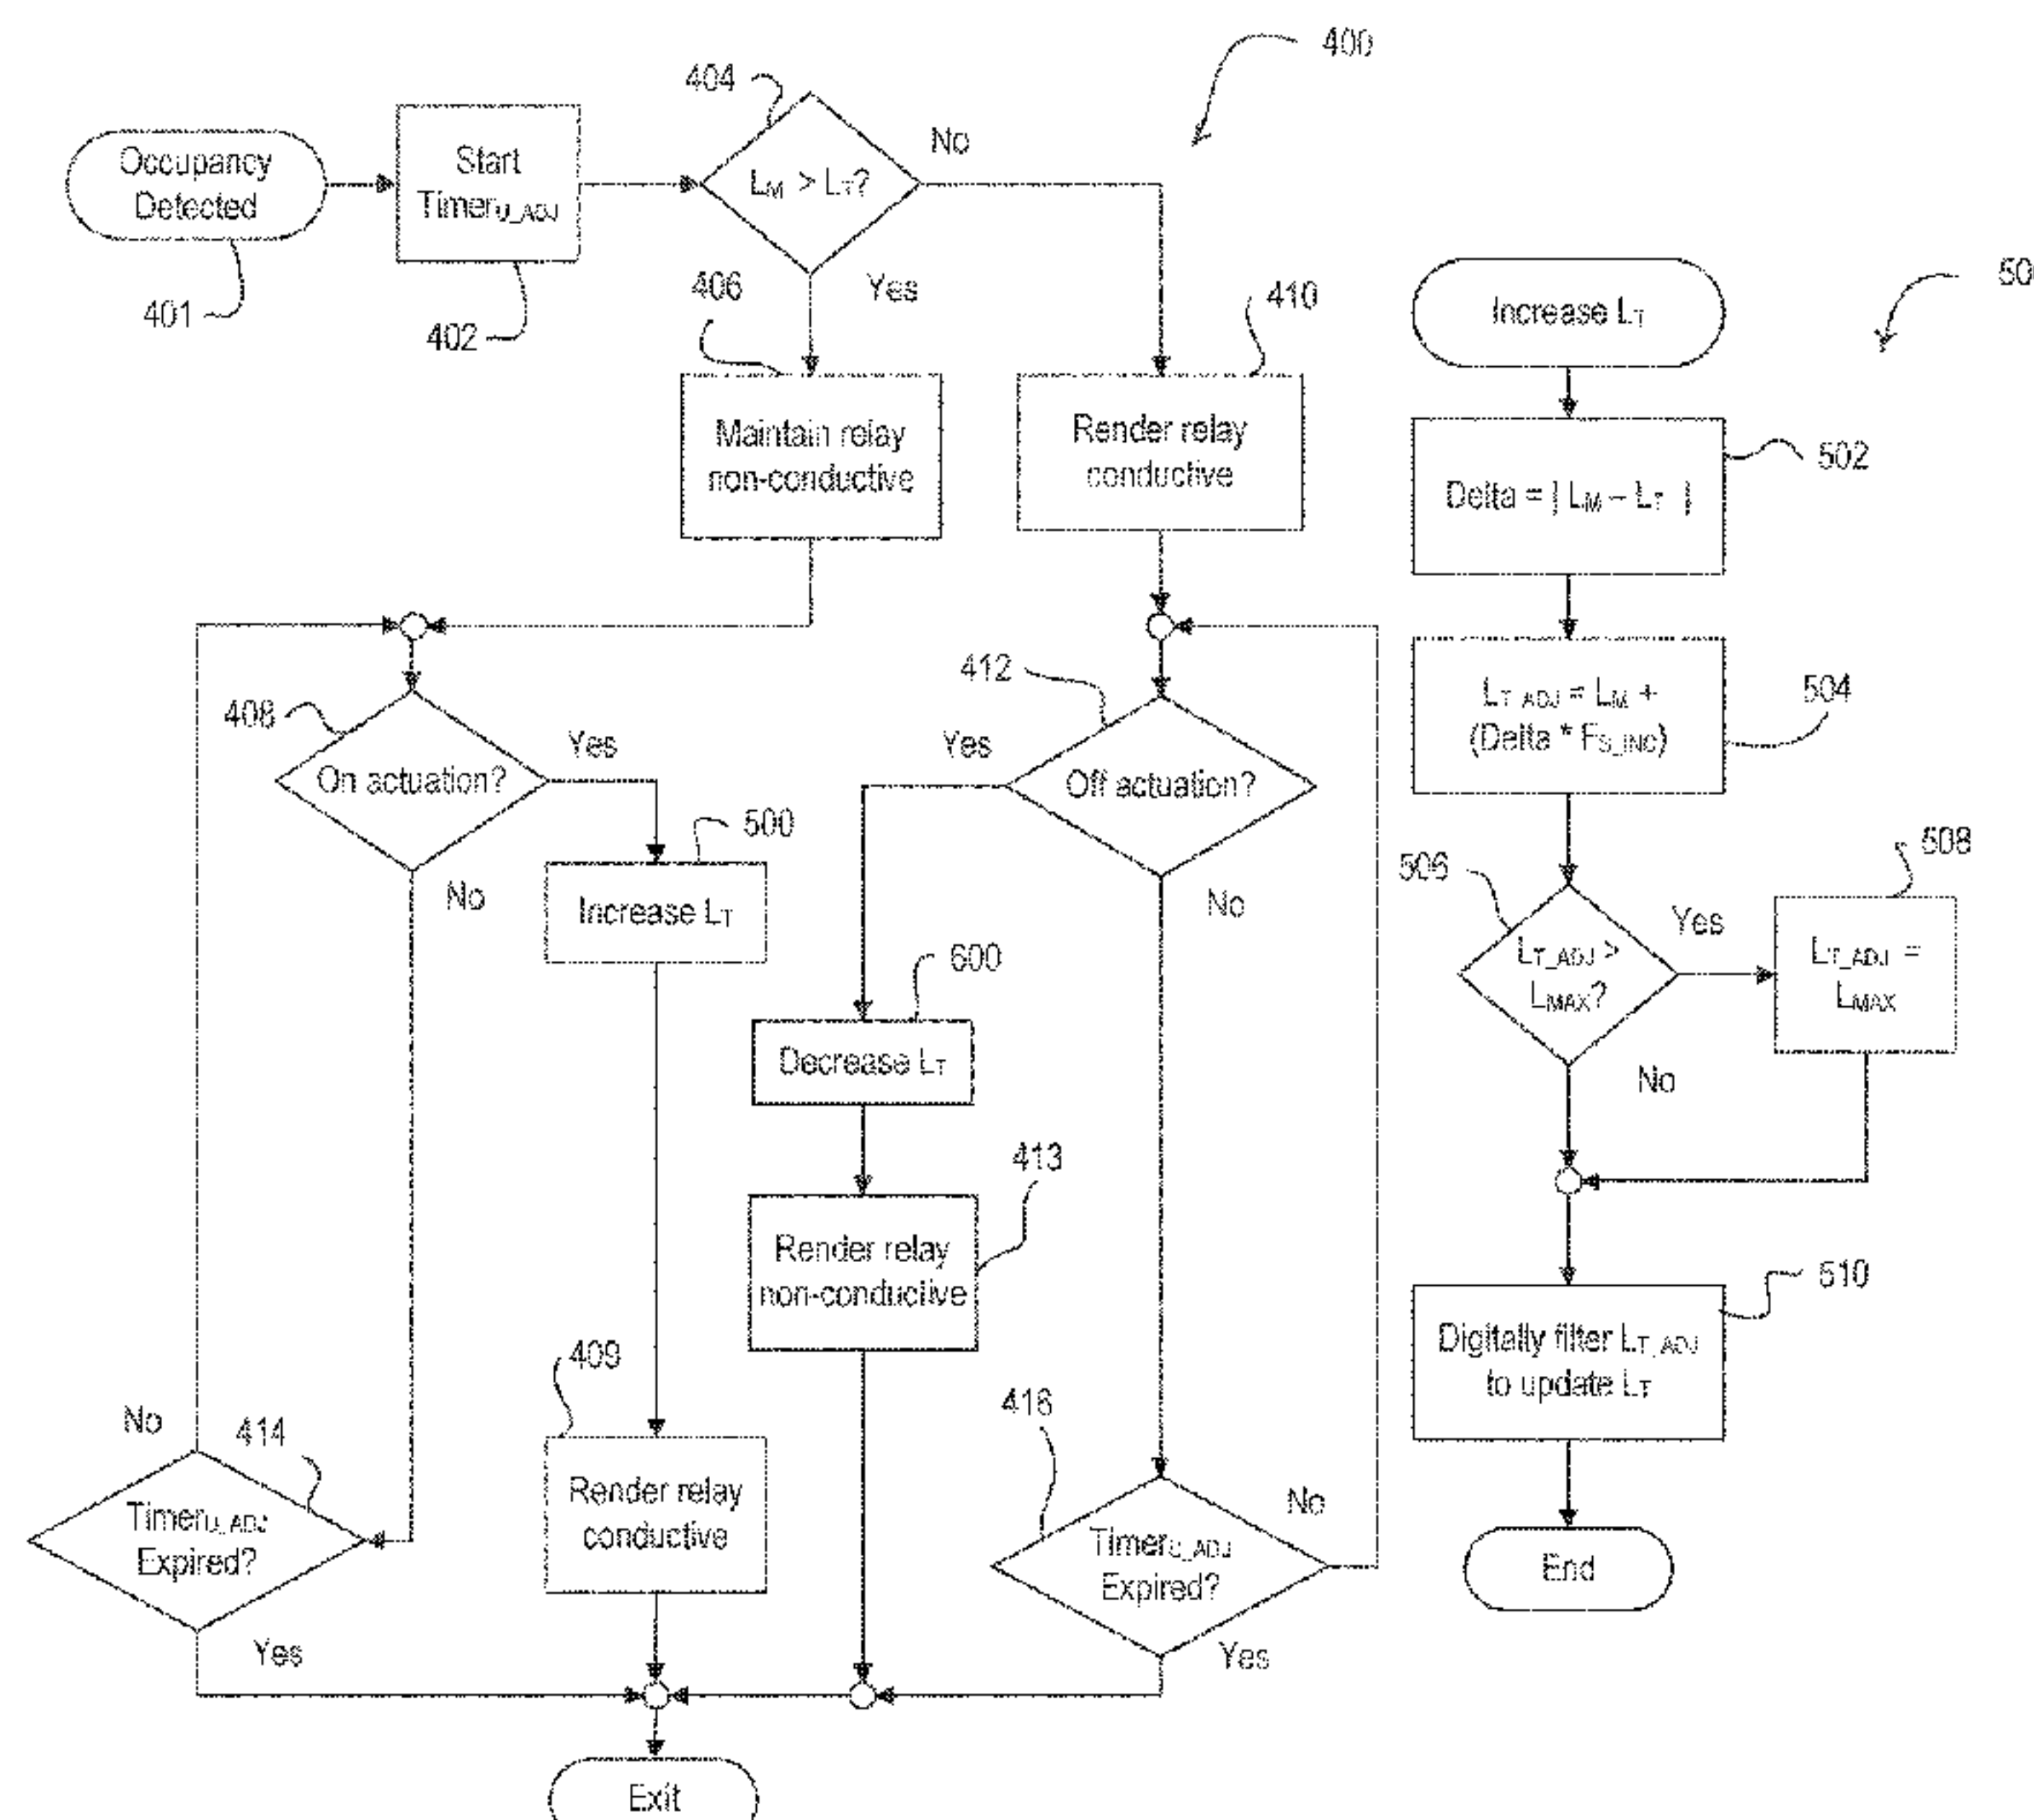 400
404
Occupancy
Detected
401
Start
TimerU_ADJ
402
LM > LT?
No
Yes
406
Maintain relay
non-conductive
410
Render relay
conductive
408
On actuation?
Yes
No
500
Increase LT
409
Render relay
conductive
414
TimerU_ADJ
Expired?
No
Yes
412
Off actuation?
Yes
No
600
Decrease LT
413
Render relay
non-conductive
416
TimerU_ADJ
Expired?
No
Yes
Exit
50
Increase LT
502
Delta = | LM – LT |
504
LT_ADJ = LM +
(Delta * FS_INC)
506
LT_ADJ >
LMAX?
Yes
No
508
LT_ADJ =
LMAX
510
Digitally filter LT_ADJ
to update LT
End